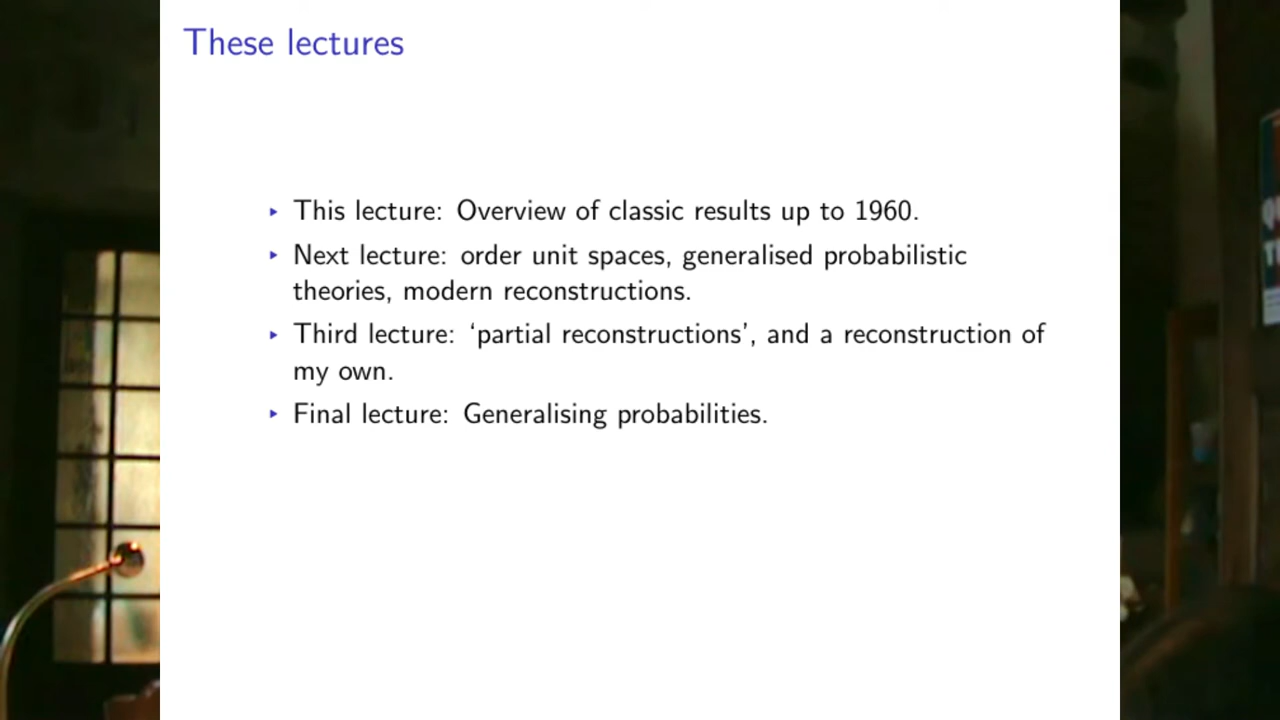 These lectures
▸ This lecture: Overview of classic results up to 1960.
▸ Next lecture: order unit spaces, generalised probabilistic
theories, modern reconstructions.
▸ Third lecture: ‘partial reconstructions’, and a reconstruction of
my own.
▸ Final lecture: Generalising probabilities.